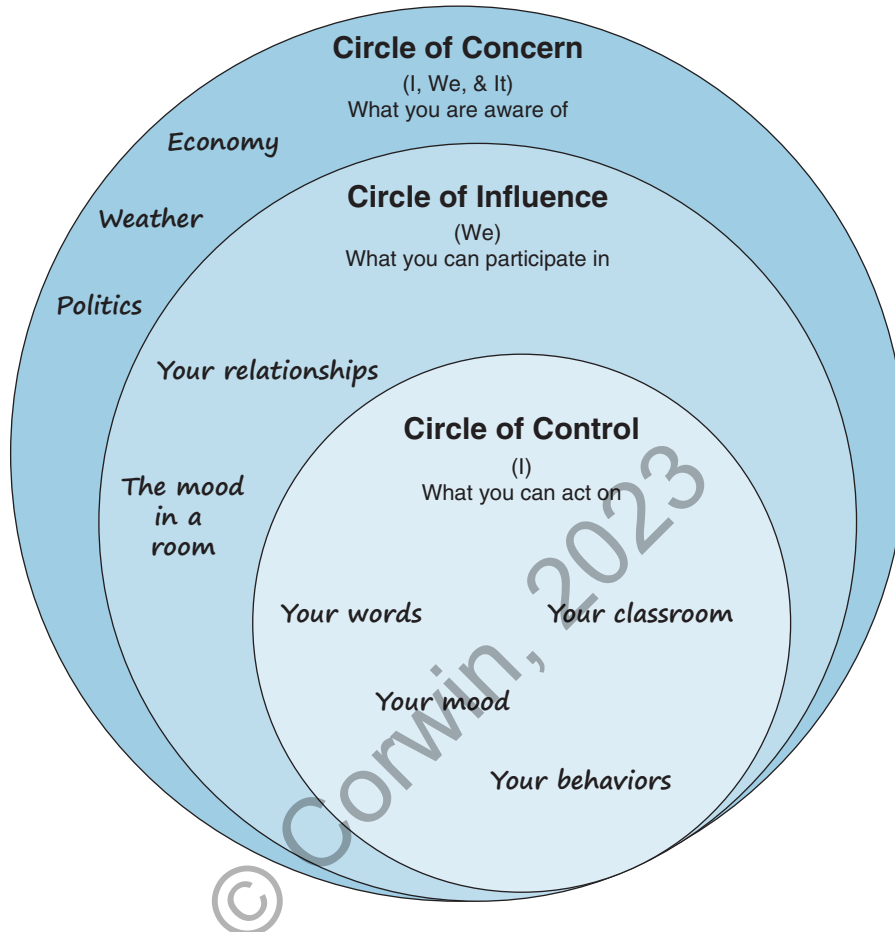 Circle of Concern
(I, We, & It)
What you are aware of
Economy
Weather
Politics
Circle of Influence
(We)
What you can participate in
Your relationships
The mood
in a
room
Circle of Control
(I)
What you can act on
Your words
Your classroom
Your mood
Your behaviors
© Corwin, 2023